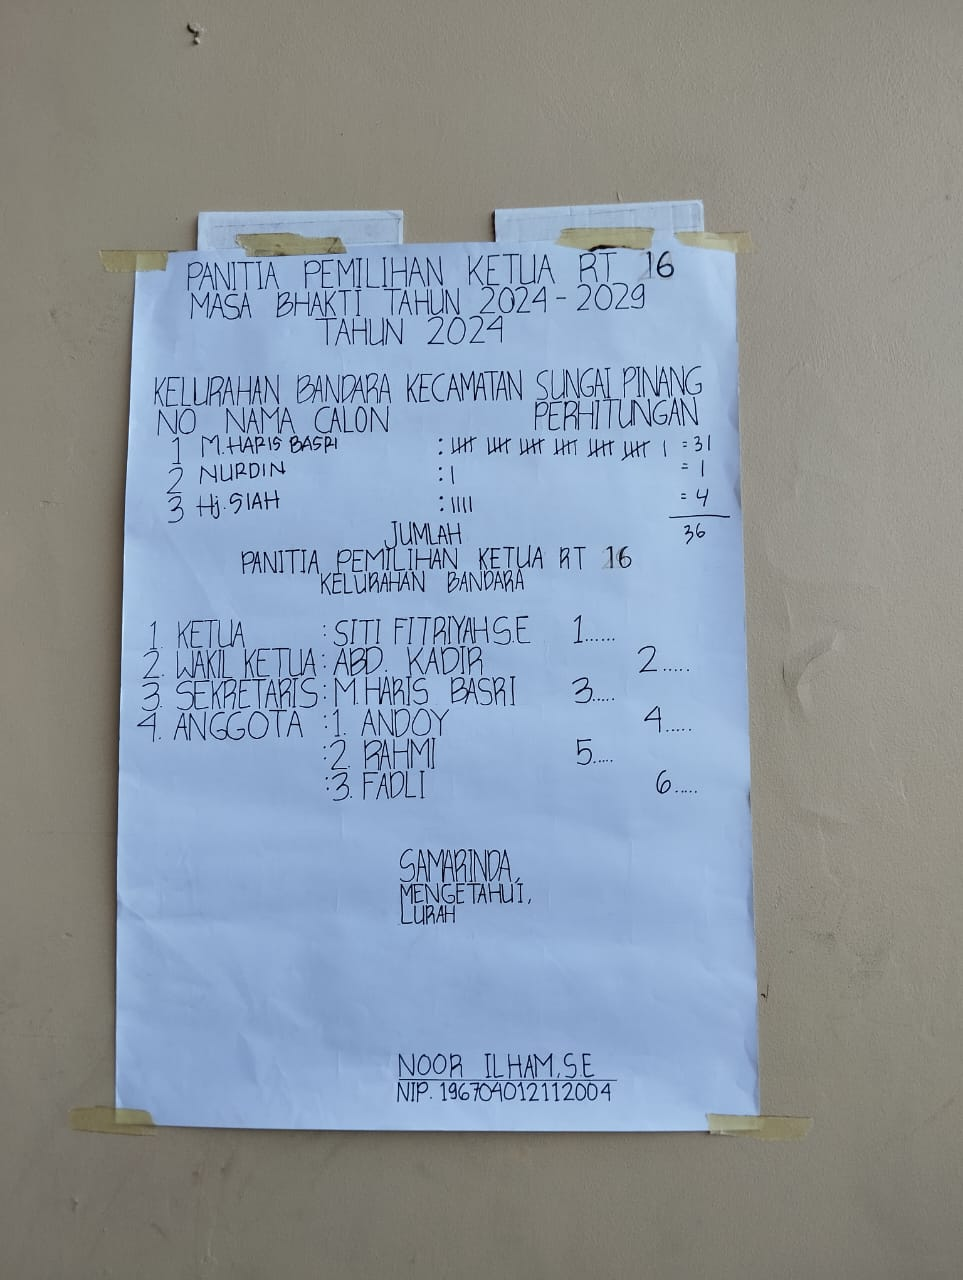 PANITIA PEMILIHAN KETUA RT 16
MASA BHAKTI TAHUN 2024 - 2029
TAHUN 2024
KELURAHAN BANDARA KECAMATAN SUNGAI PINANG
NO NAMA CALON PERHITUNGAN
1 M. HARIS BASRI : = 31
2 NURDIN : = 1
3 Hj. SIAH : = 4
JUMLAH 36
PANITIA PEMILIHAN KETUA RT 16
KELURAHAN BANDARA
1. KETUA : SITI FITRIYAH S.E 1......
2. WAKIL KETUA : ABD. KADIR 2.....
3. SEKRETARIS : M. HARIS BASRI 3.....
4. ANGGOTA : 1. ANDOY 4.....
: 2. RAHMI 5.....
: 3. FADLI 6.....
SAMARINDA,
MENGETAHUI,
LURAH
NOOR ILHAM, S.E
NIP. 196704012112004